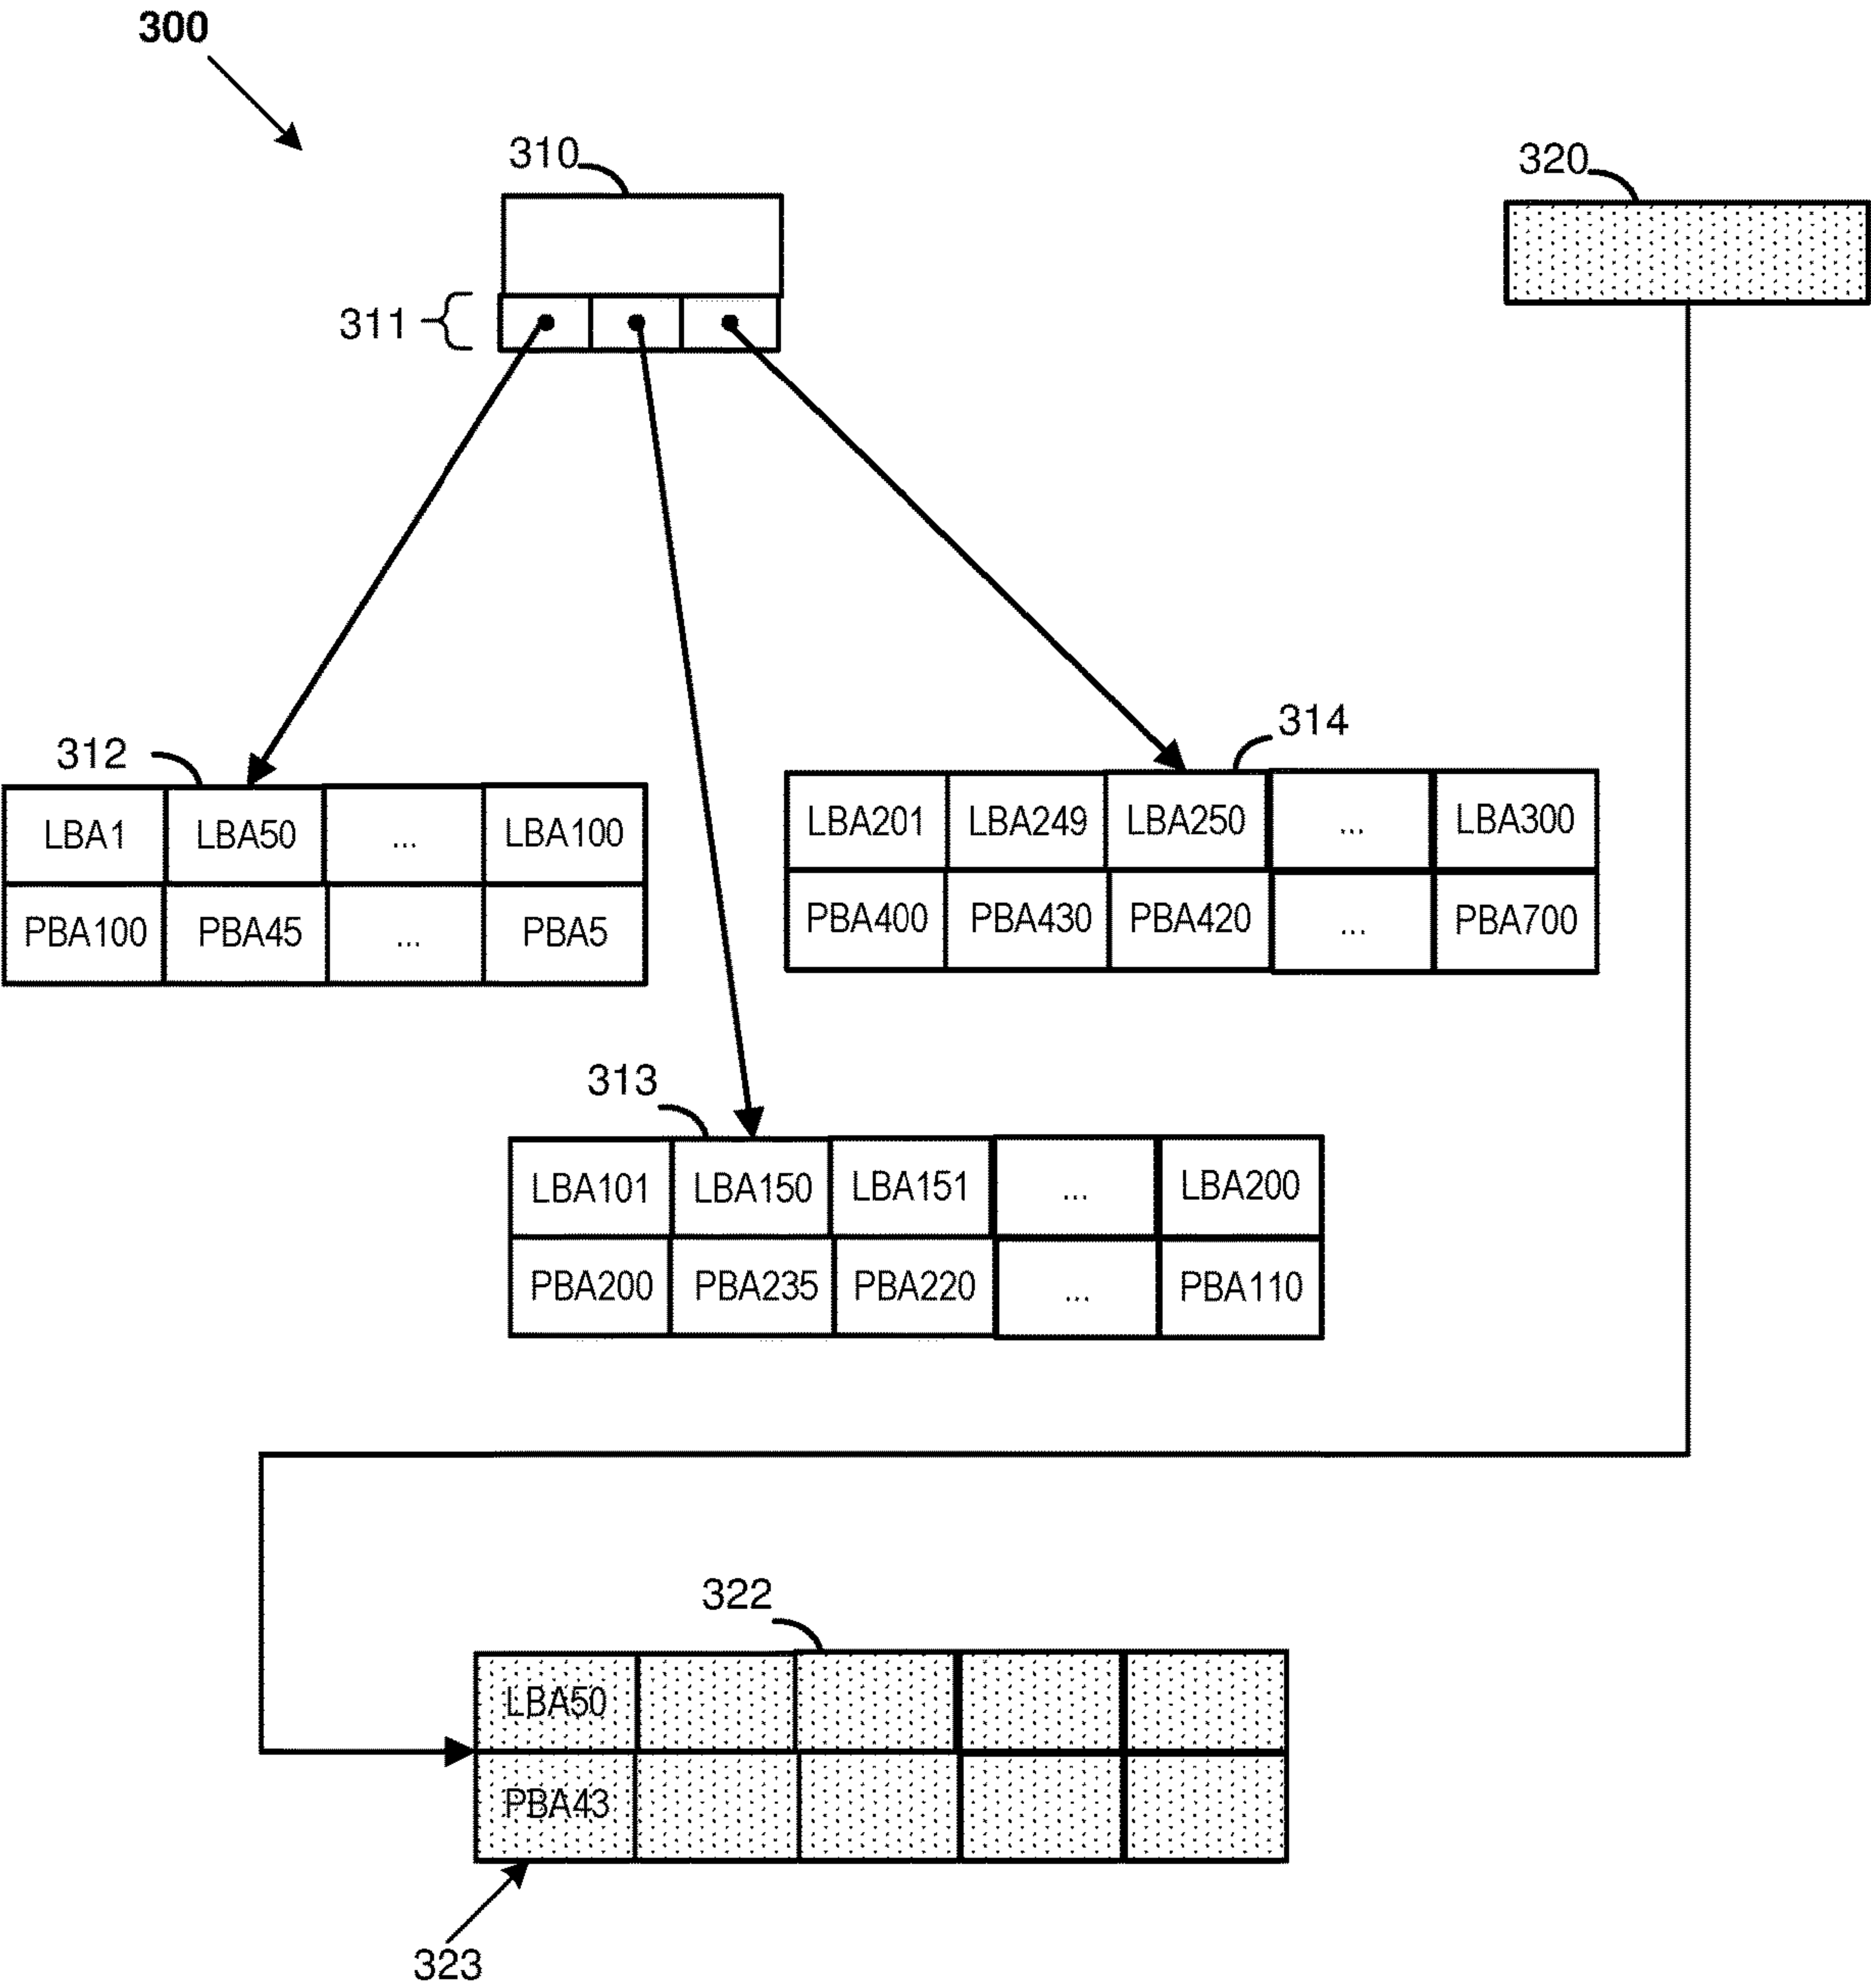 300
310
320
311
312
314
LBA1 LBA50 ... LBA100
PBA100 PBA45 ... PBA5
LBA201 LBA249 LBA250 ... LBA300
PBA400 PBA430 PBA420 ... PBA700
313
LBA101 LBA150 LBA151 ... LBA200
PBA200 PBA235 PBA220 ... PBA110
322
LBA50
PBA43
323